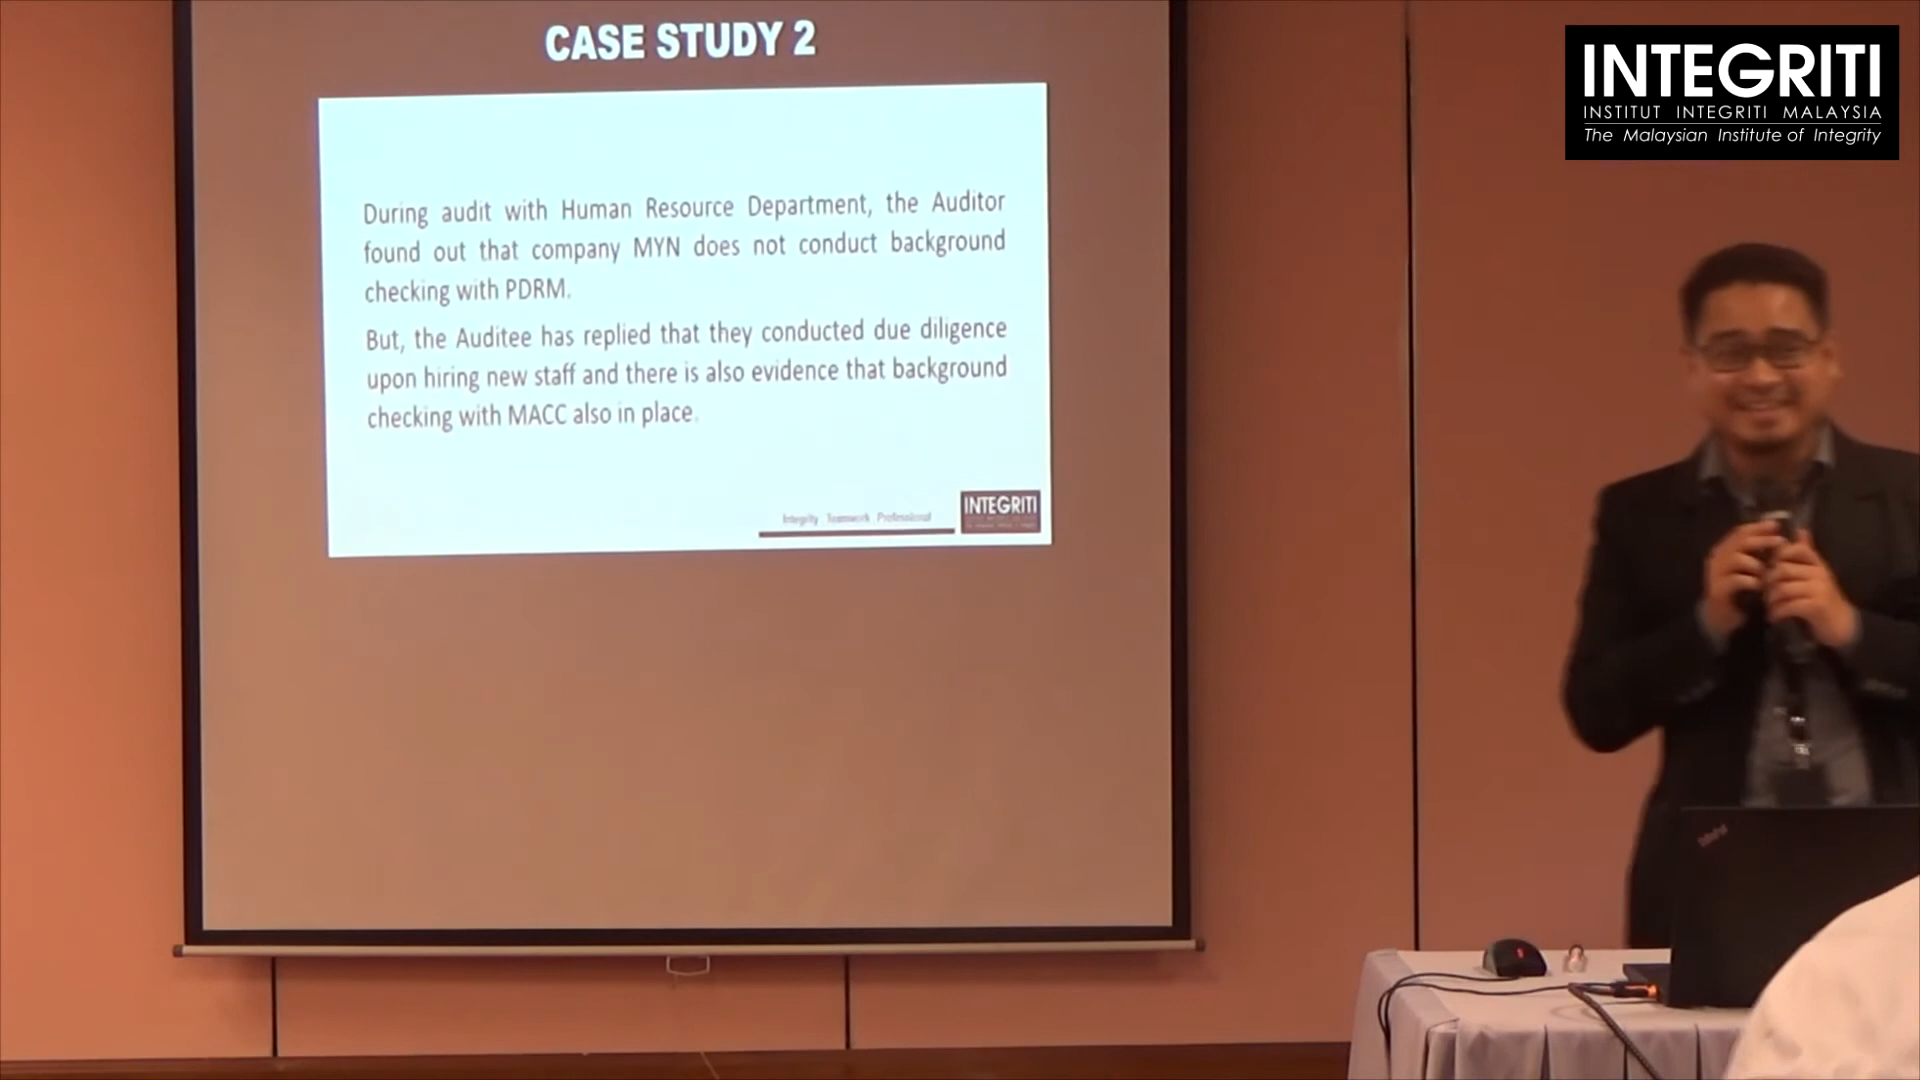 CASE STUDY 2
During audit with Human Resource Department, the Auditor
found out that company MYN does not conduct background
checking with PDRM.
But, the Auditee has replied that they conducted due diligence
upon hiring new staff and there is also evidence that background
checking with MACC also in place.
Integrity Teamwork Professional
INTEGRITI
INTEGRITI
INSTITUT INTEGRITI MALAYSIA
The Malaysian Institute of Integrity
ThinkPad